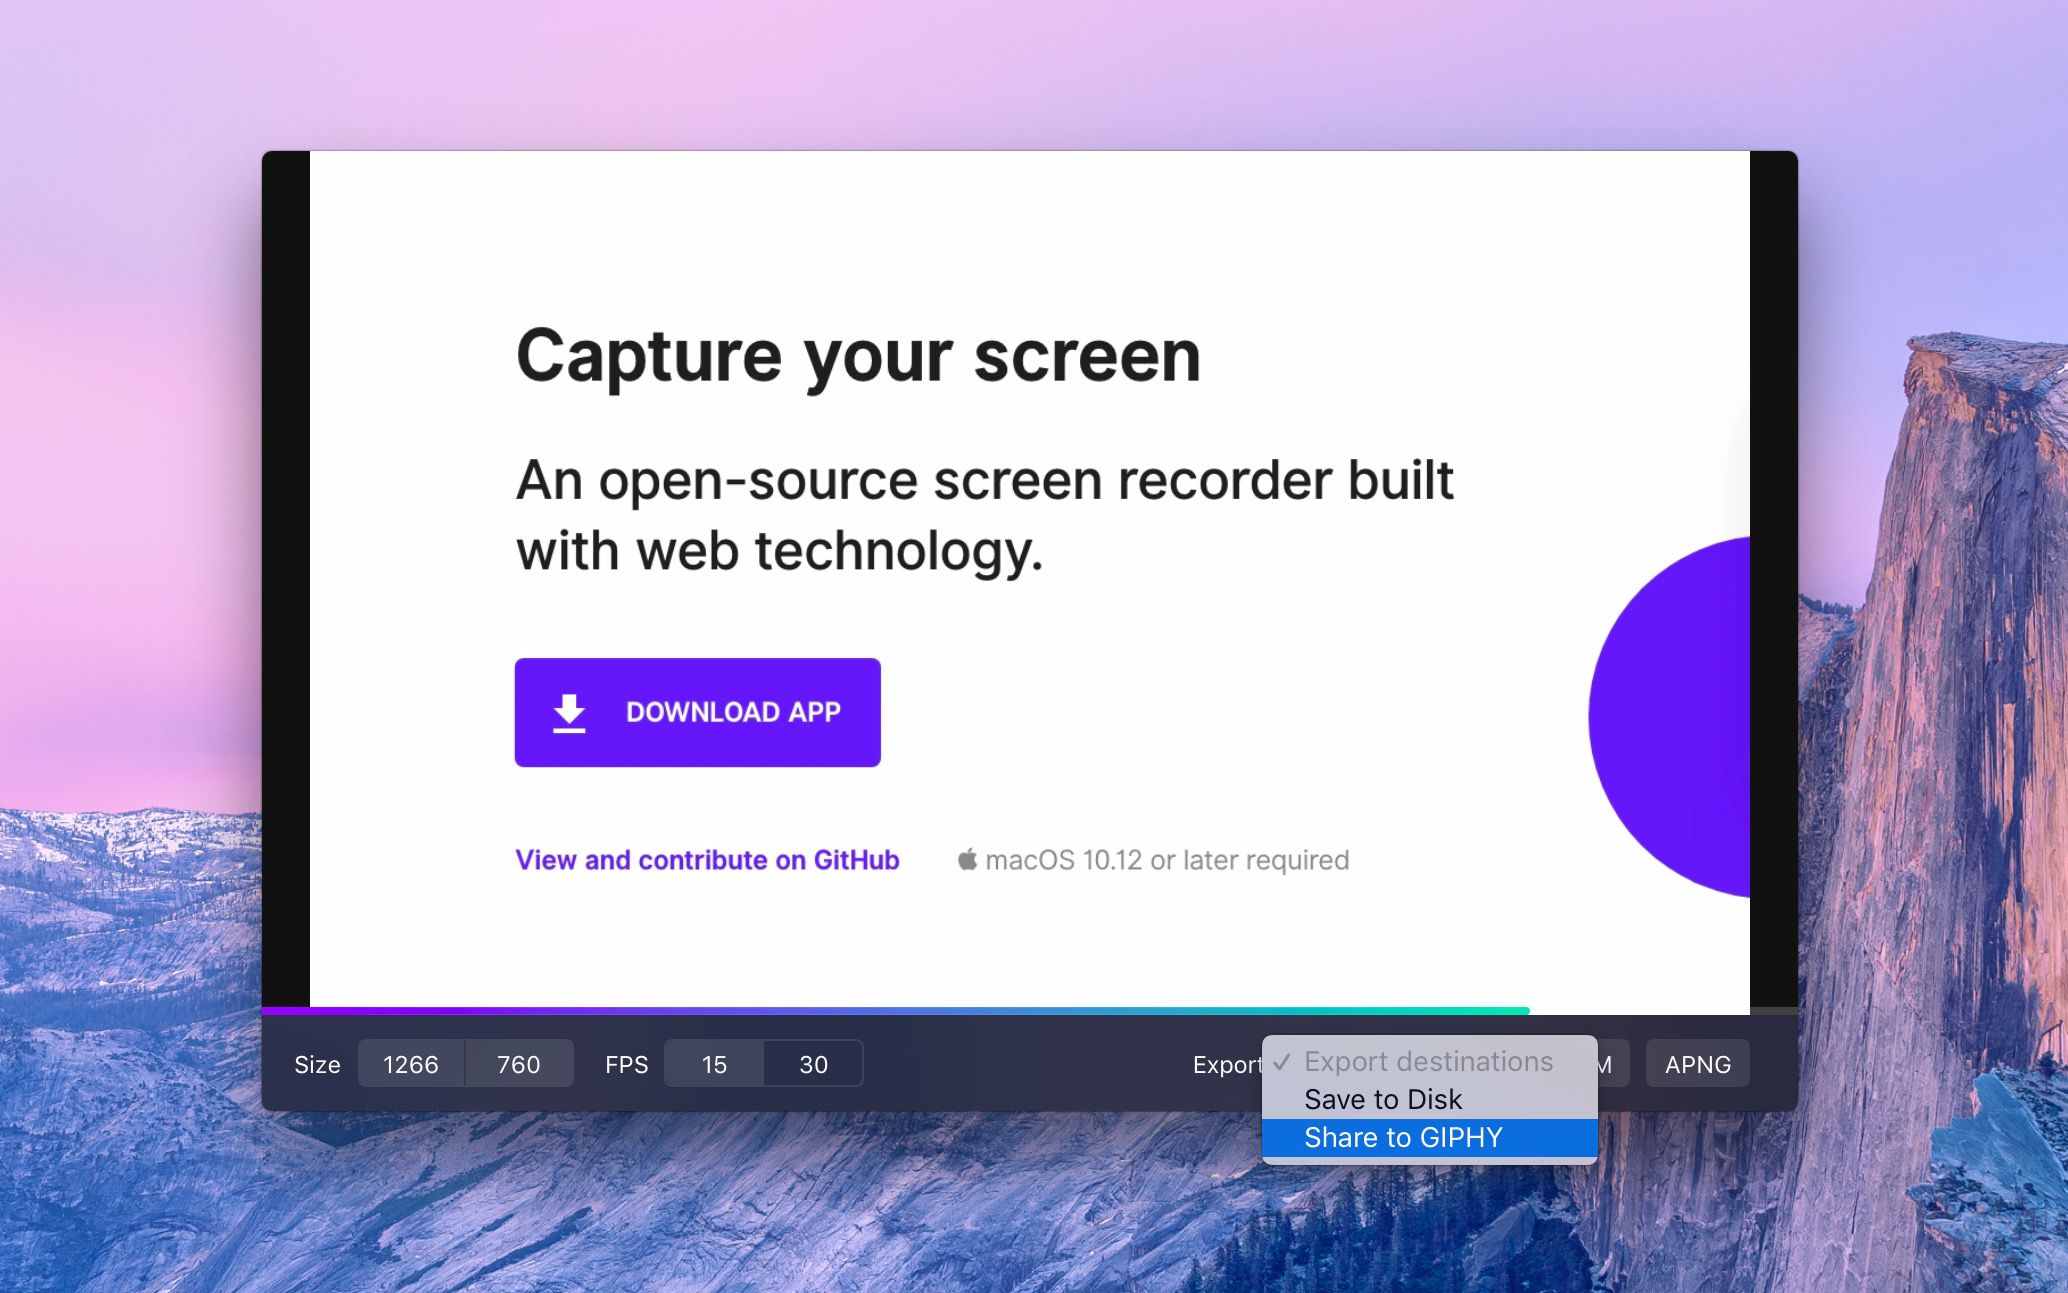 Capture your screen
An open-source screen recorder built
with web technology.
DOWNLOAD APP
View and contribute on GitHub
macOS 10.12 or later required
Size 1266 760 FPS 15 30
Export
Export destinations
Save to Disk
Share to GIPHY
M
APNG